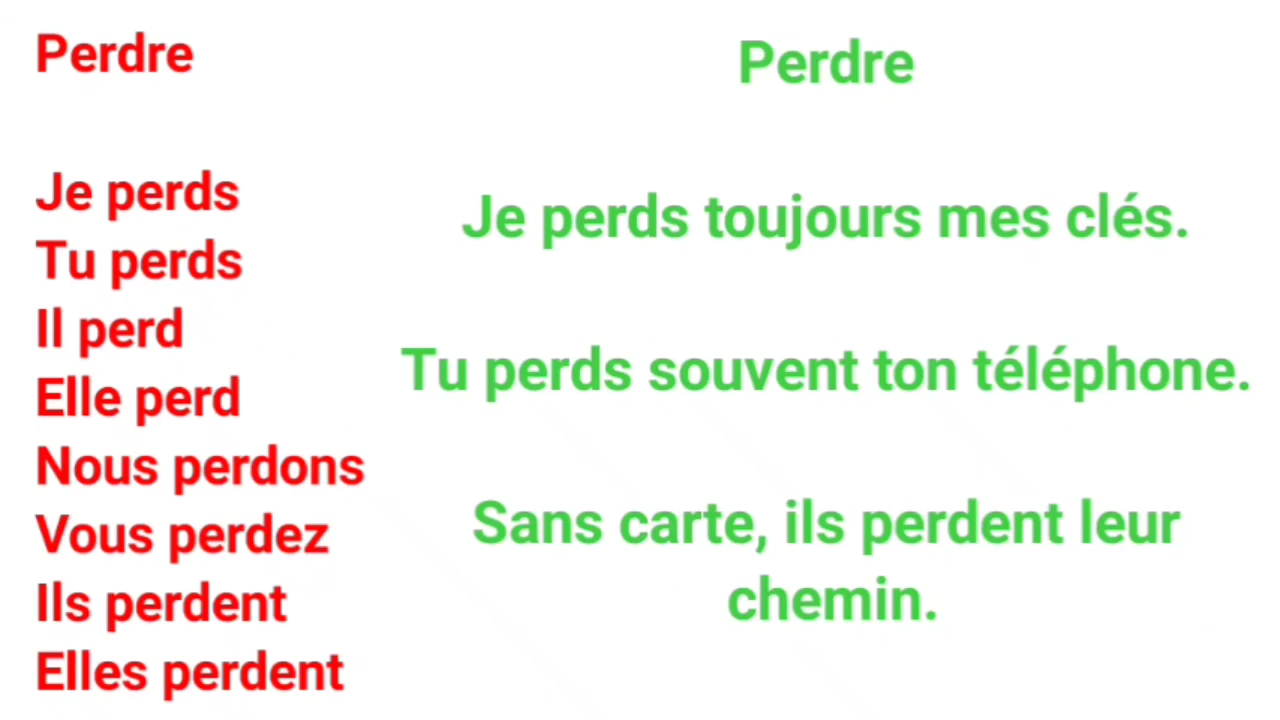 Perdre
Je perds
Tu perds
Il perd
Elle perd
Nous perdons
Vous perdez
Ils perdent
Elles perdent
Perdre
Je perds toujours mes clés.
Tu perds souvent ton téléphone.
Sans carte, ils perdent leur
chemin.